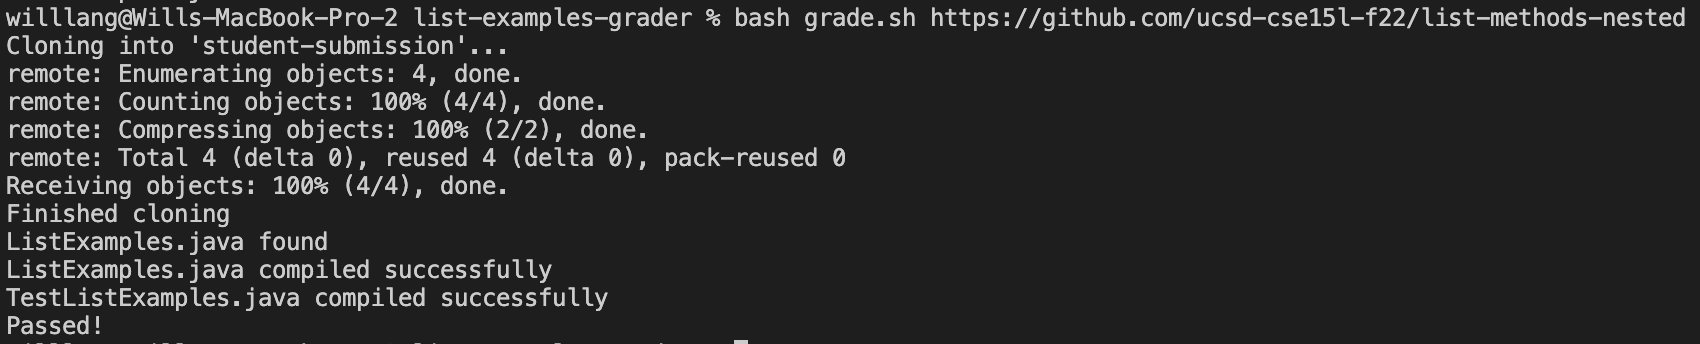 willlang@Wills-MacBook-Pro-2 list-examples-grader % bash grade.sh https://github.com/ucsd-cse15l-f22/list-methods-nested
Cloning into 'student-submission'...
remote: Enumerating objects: 4, done.
remote: Counting objects: 100% (4/4), done.
remote: Compressing objects: 100% (2/2), done.
remote: Total 4 (delta 0), reused 4 (delta 0), pack-reused 0
Receiving objects: 100% (4/4), done.
Finished cloning
ListExamples.java found
ListExamples.java compiled successfully
TestListExamples.java compiled successfully
Passed!